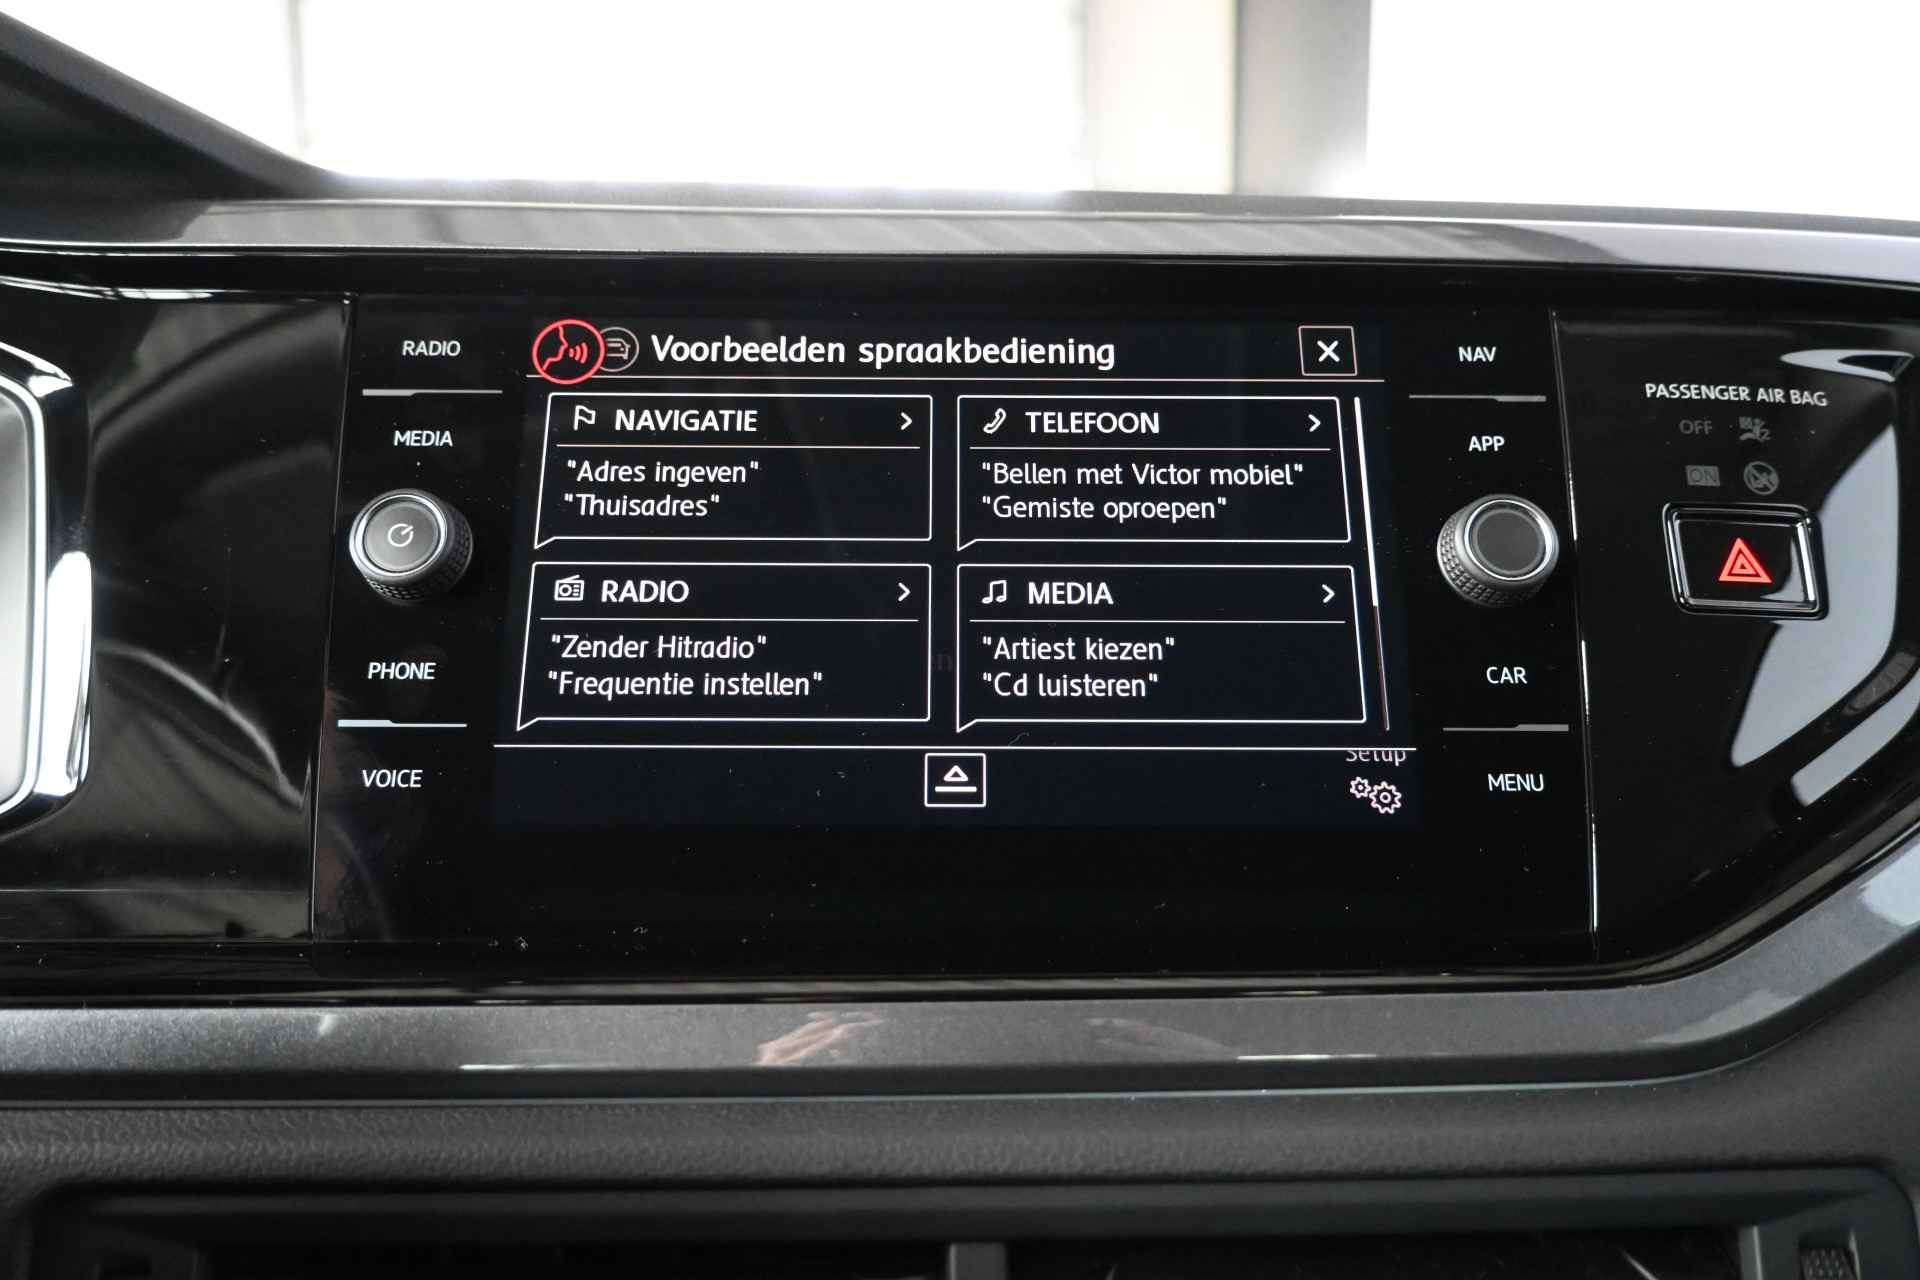 RADIO
MEDIA
PHONE
VOICE
Voorbeelden spraakbediening
NAVIGATIE
"Adres ingeven"
"Thuisadres"
TELEFOON
"Bellen met Victor mobiel"
"Gemiste oproepen"
RADIO
"Zender Hitradio"
"Frequentie instellen"
MEDIA
"Artiest kiezen"
"Cd luisteren"
Setup
NAV
APP
CAR
MENU
PASSENGER AIR BAG
OFF
ON